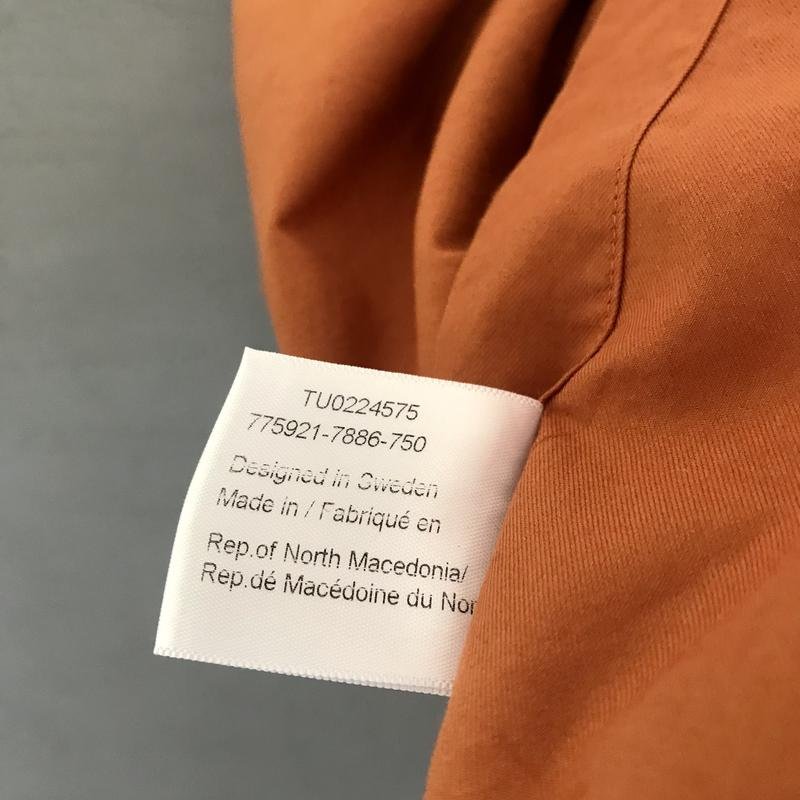 TU0224575
775921-7886-750
Designed in Sweden
Made in / Fabriqué en
Rep.of North Macedonia/
Rep.dé Macédoine du Nor